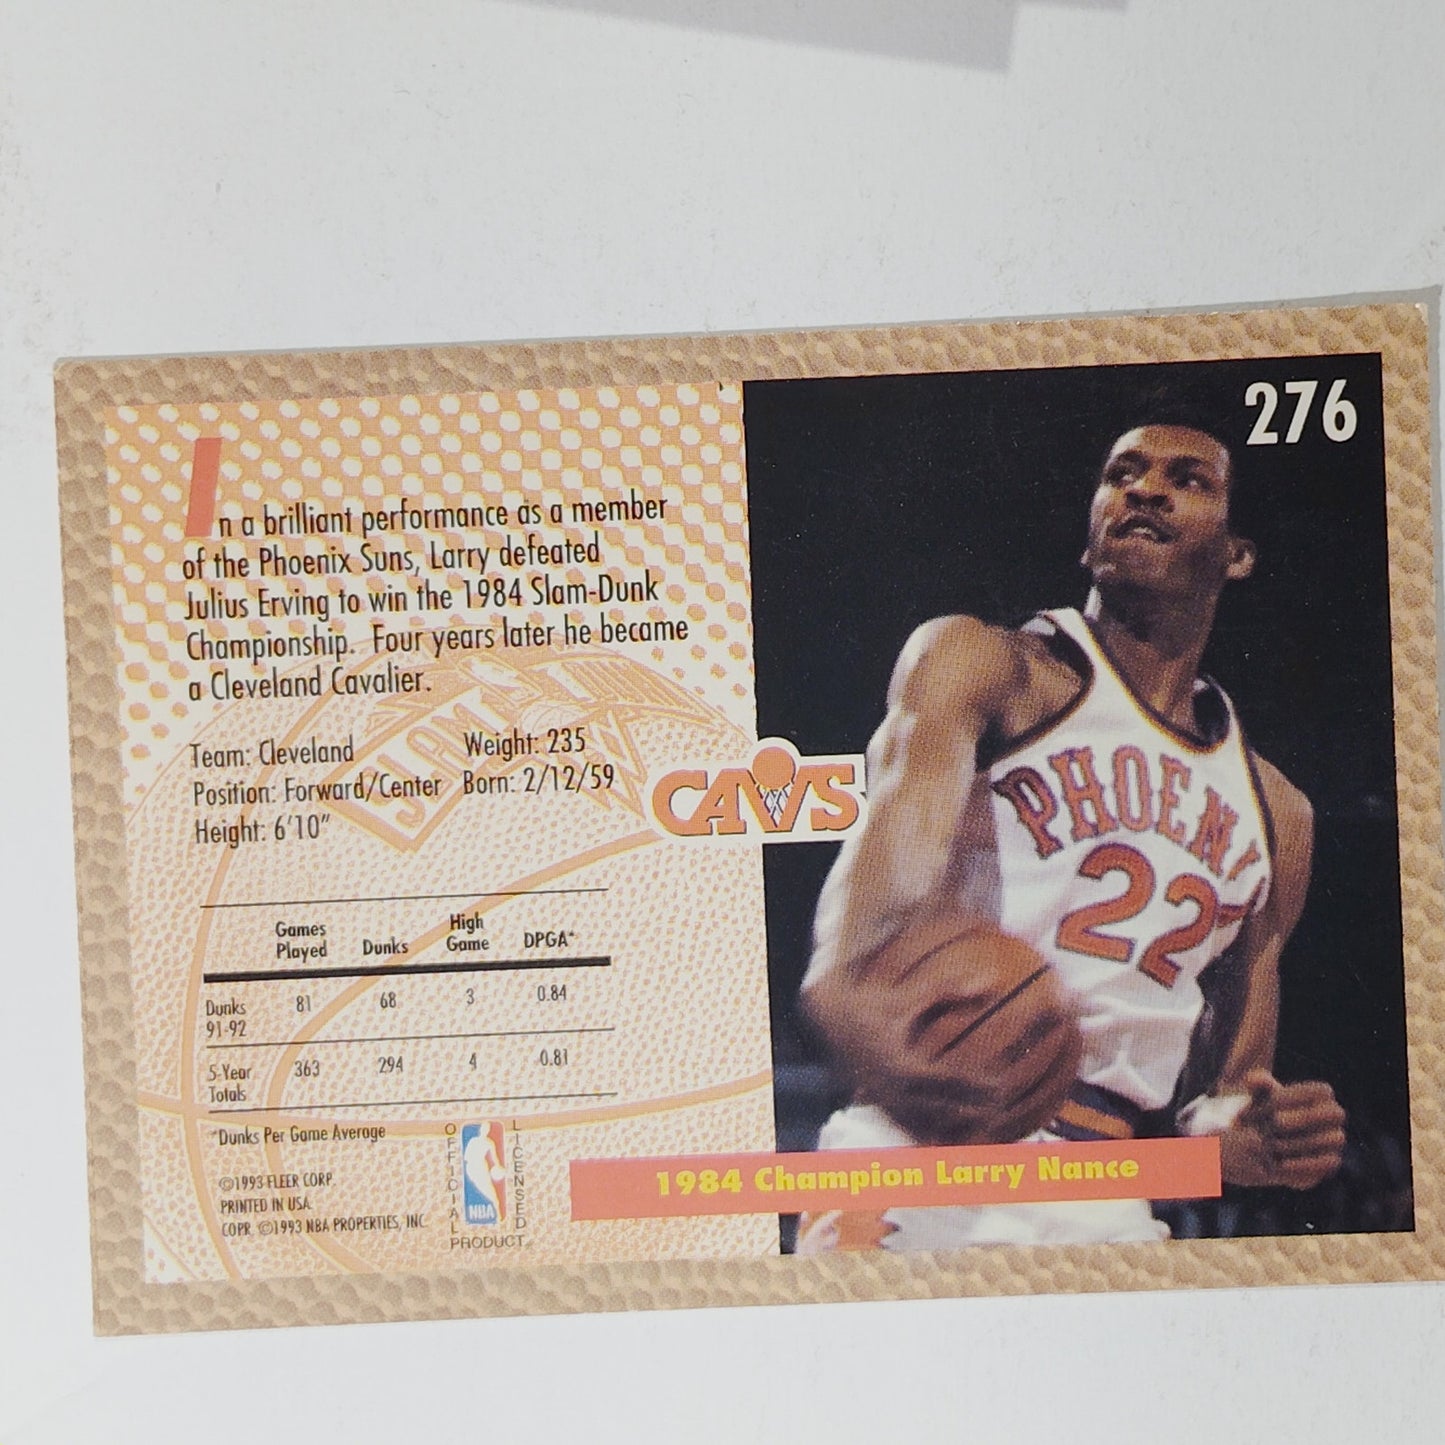 276
In a brilliant performance as a member
of the Phoenix Suns, Larry defeated
Julius Erving to win the 1984 Slam-Dunk
Championship. Four years later he became
a Cleveland Cavalier.
Team: Cleveland Weight: 235
Position: Forward/Center Born: 2/12/59
Height: 6'10"
CAVS
PHOENI
22
SLAM
Games Played Dunks High Game DPGA*
Dunks 91-92 81 68 3 0.84
5-Year Totals 363 294 4 0.81
*Dunks Per Game Average
©1993 FLEER CORP.
PRINTED IN USA.
COPR. ©1993 NBA PROPERTIES, INC.
OFFICIAL
NBA
LICENSED
PRODUCT
1984 Champion Larry Nance